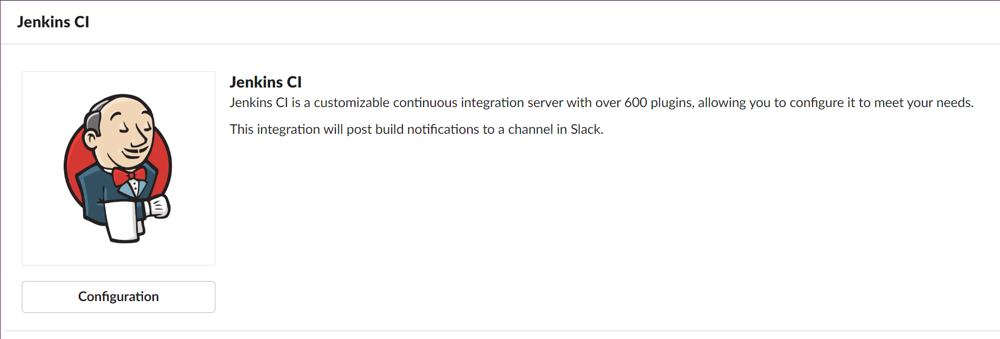 Jenkins CI
Jenkins CI
Jenkins CI is a customizable continuous integration server with over 600 plugins, allowing you to configure it to meet your needs.
This integration will post build notifications to a channel in Slack.
Configuration